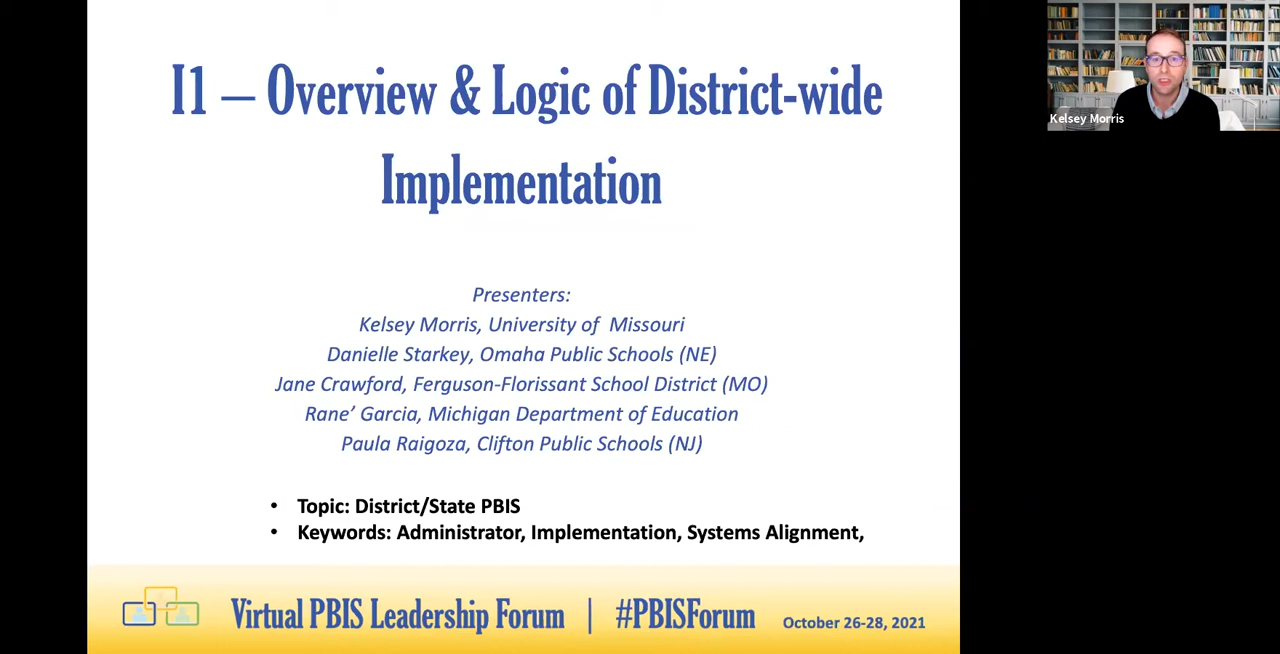 I1 – Overview & Logic of District-wide
Implementation
Presenters:
Kelsey Morris, University of  Missouri
Danielle Starkey, Omaha Public Schools (NE)
Jane Crawford, Ferguson-Florissant School District (MO)
Rane’ Garcia, Michigan Department of Education
Paula Raigoza, Clifton Public Schools (NJ)
• Topic: District/State PBIS
• Keywords: Administrator, Implementation, Systems Alignment,
Virtual PBIS Leadership Forum | #PBISForum October 26-28, 2021
Kelsey Morris